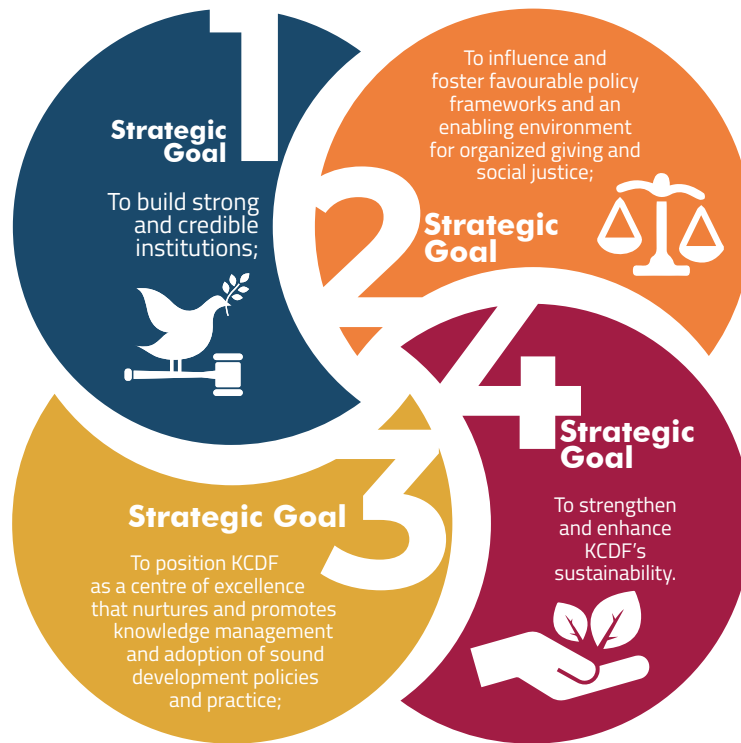 1
Strategic
Goal
To build strong
and credible
institutions;
To influence and
foster favourable policy
frameworks and an
enabling environment
for organized giving and
social justice;
2
Strategic
Goal
3
Strategic Goal
To position KCDF
as a centre of excellence
that nurtures and promotes
knowledge management
and adoption of sound
development policies
and practice;
4
Strategic
Goal
To strengthen
and enhance
KCDF's
sustainability.